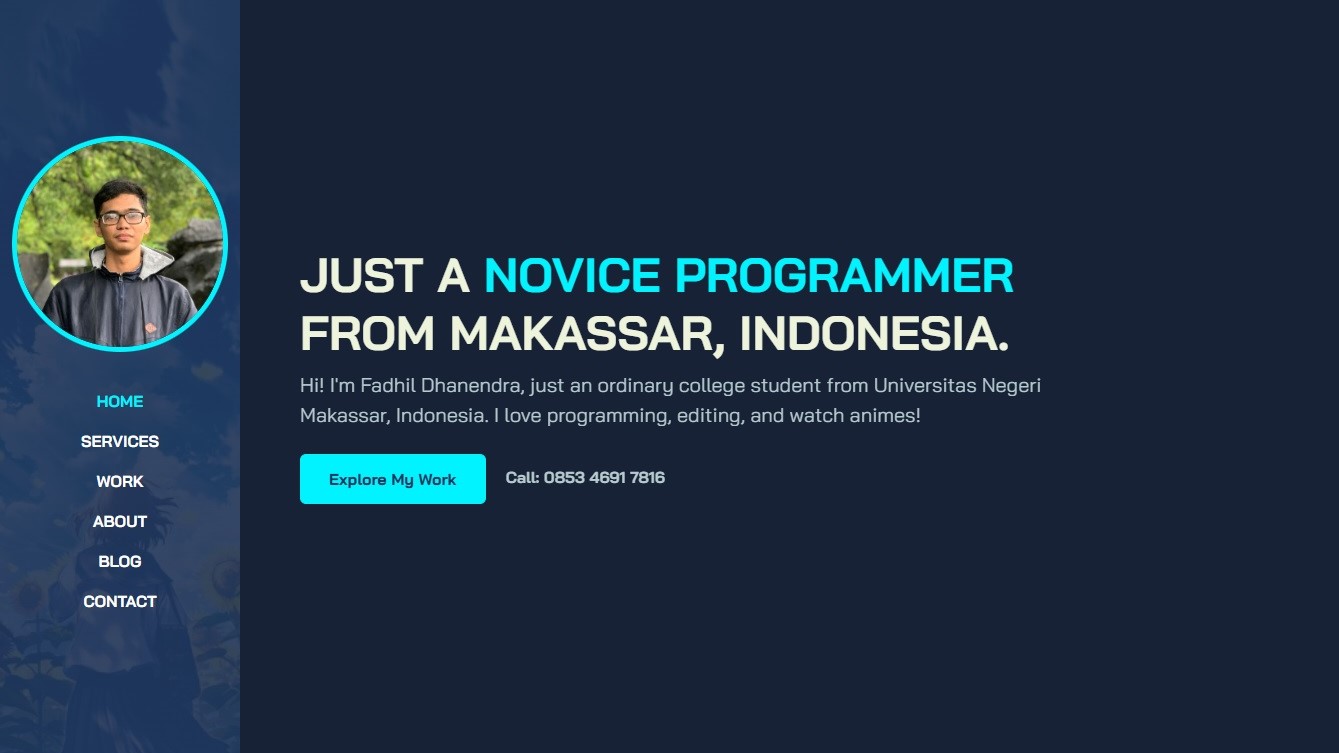 HOME
SERVICES
WORK
ABOUT
BLOG
CONTACT
JUST A NOVICE PROGRAMMER
FROM MAKASSAR, INDONESIA.
Hi! I'm Fadhil Dhanendra, just an ordinary college student from Universitas Negeri
Makassar, Indonesia. I love programming, editing, and watch animes!
Explore My Work
Call: 0853 4691 7816